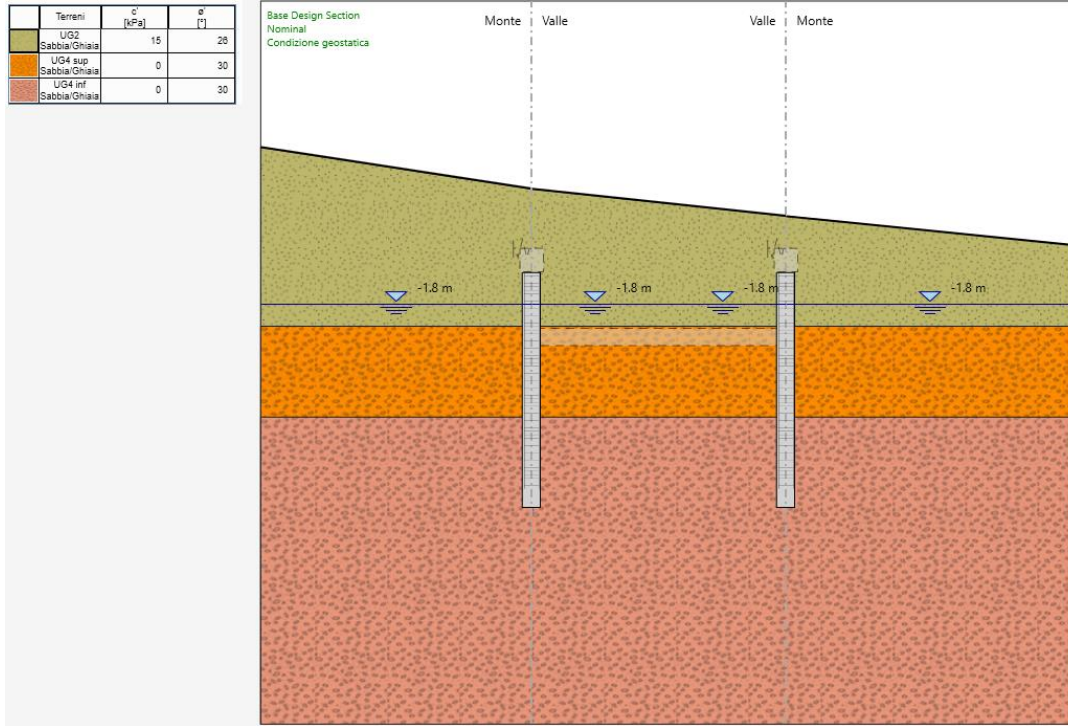 Terreni c' ø'
[kPa] [°]
UG2
Sabbia/Ghiaia 15 26
UG4 sup
Sabbia/Ghiaia 0 30
UG4 inf
Sabbia/Ghiaia 0 30
Base Design Section
Nominal
Condizione geostatica
Monte Valle Valle Monte
-1.8 m -1.8 m -1.8 m -1.8 m